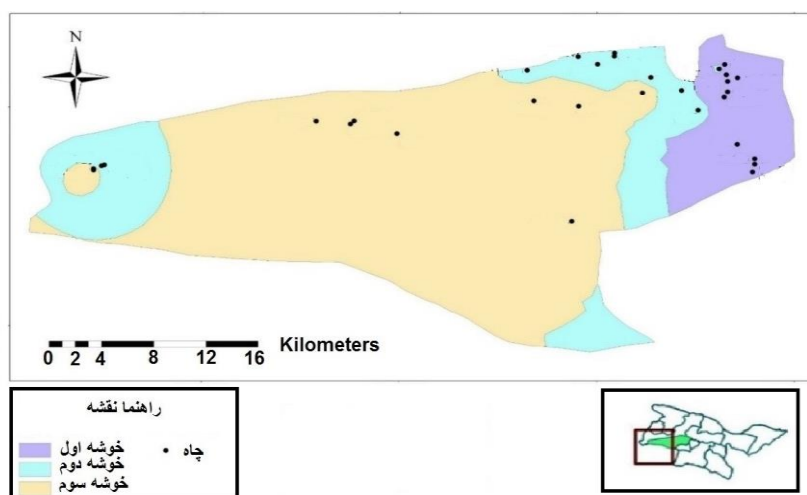 N
Kilometers
0 2 4 8 12 16
راهنما نقشه
خوشه اول
چاه
خوشه دوم
خوشه سوم